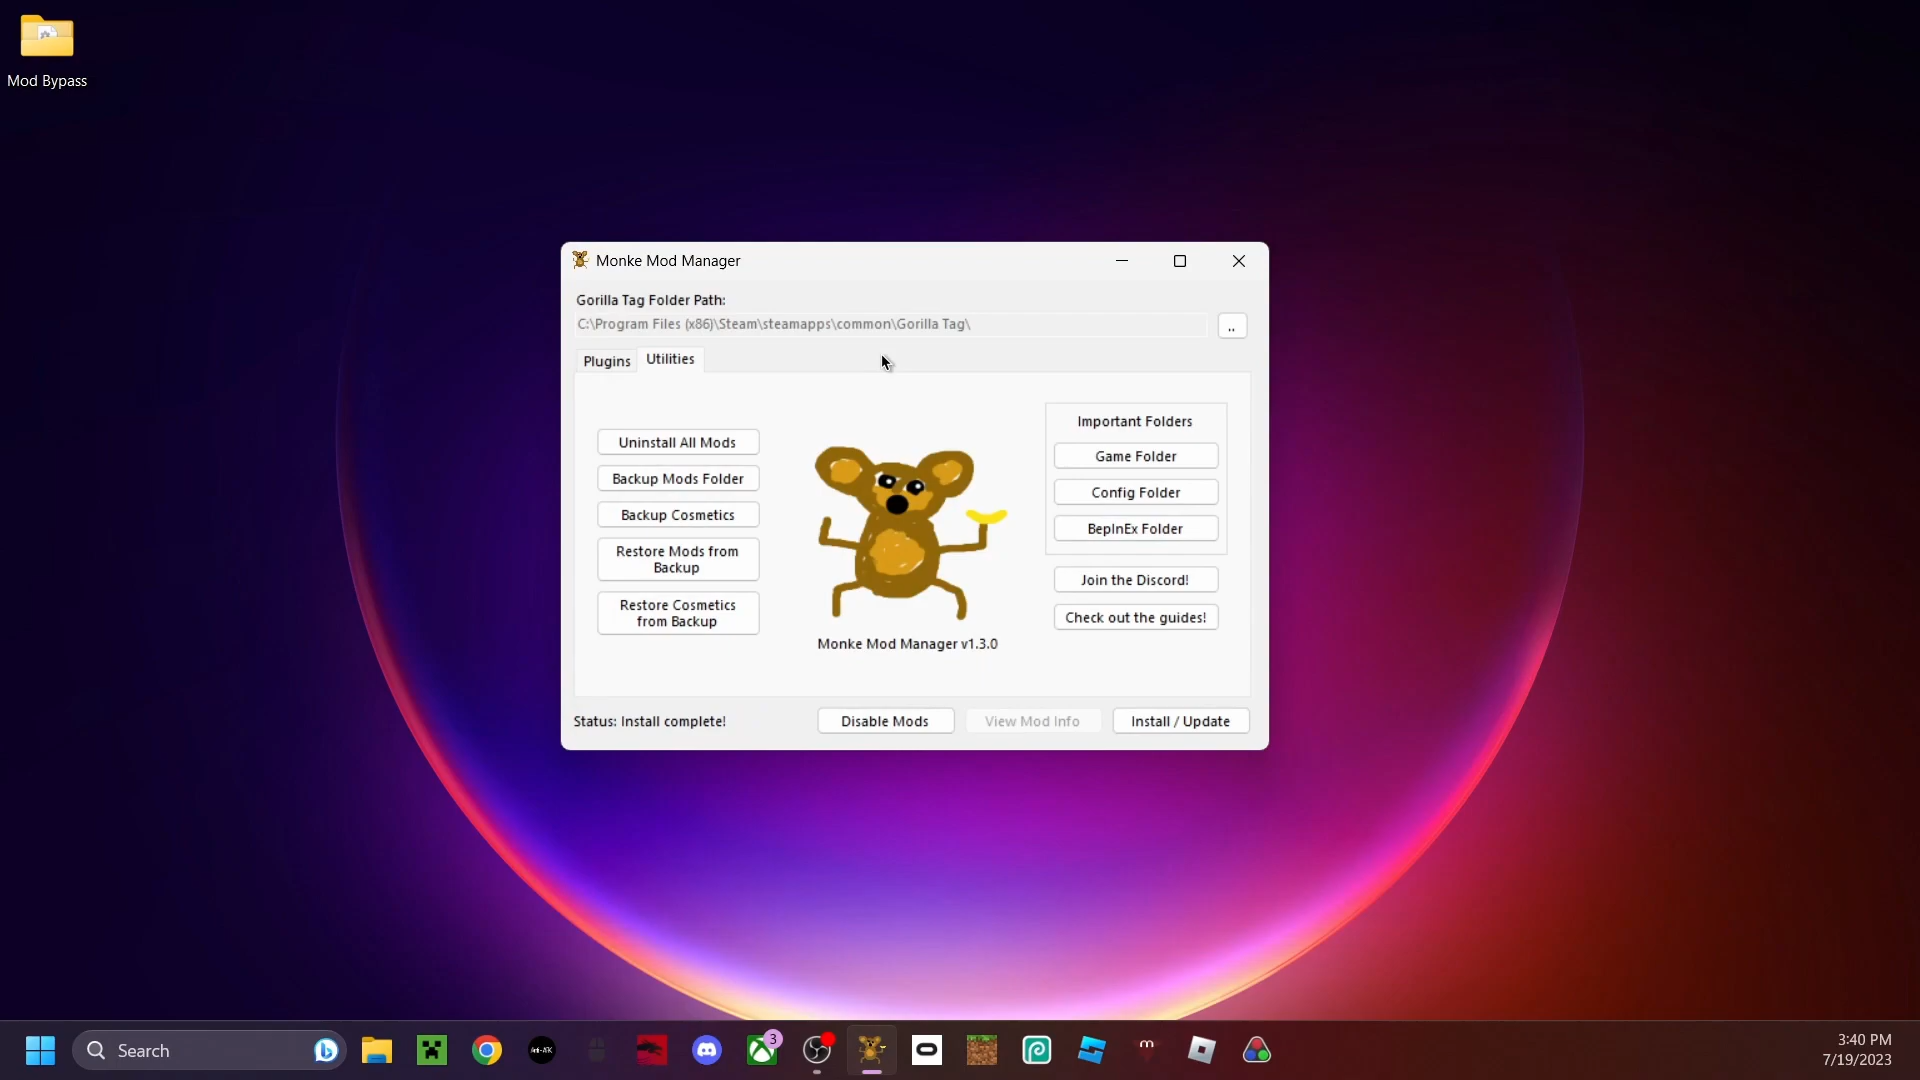 Mod Bypass
Monke Mod Manager
Gorilla Tag Folder Path:
C:\Program Files (x86)\Steam\steamapps\common\Gorilla Tag\
..
Plugins
Utilities
Uninstall All Mods
Backup Mods Folder
Backup Cosmetics
Restore Mods from
Backup
Restore Cosmetics
from Backup
Monke Mod Manager v1.3.0
Important Folders
Game Folder
Config Folder
BepInEx Folder
Join the Discord!
Check out the guides!
Status: Install complete!
Disable Mods
View Mod Info
Install / Update
Search
3
3:40 PM
7/19/2023